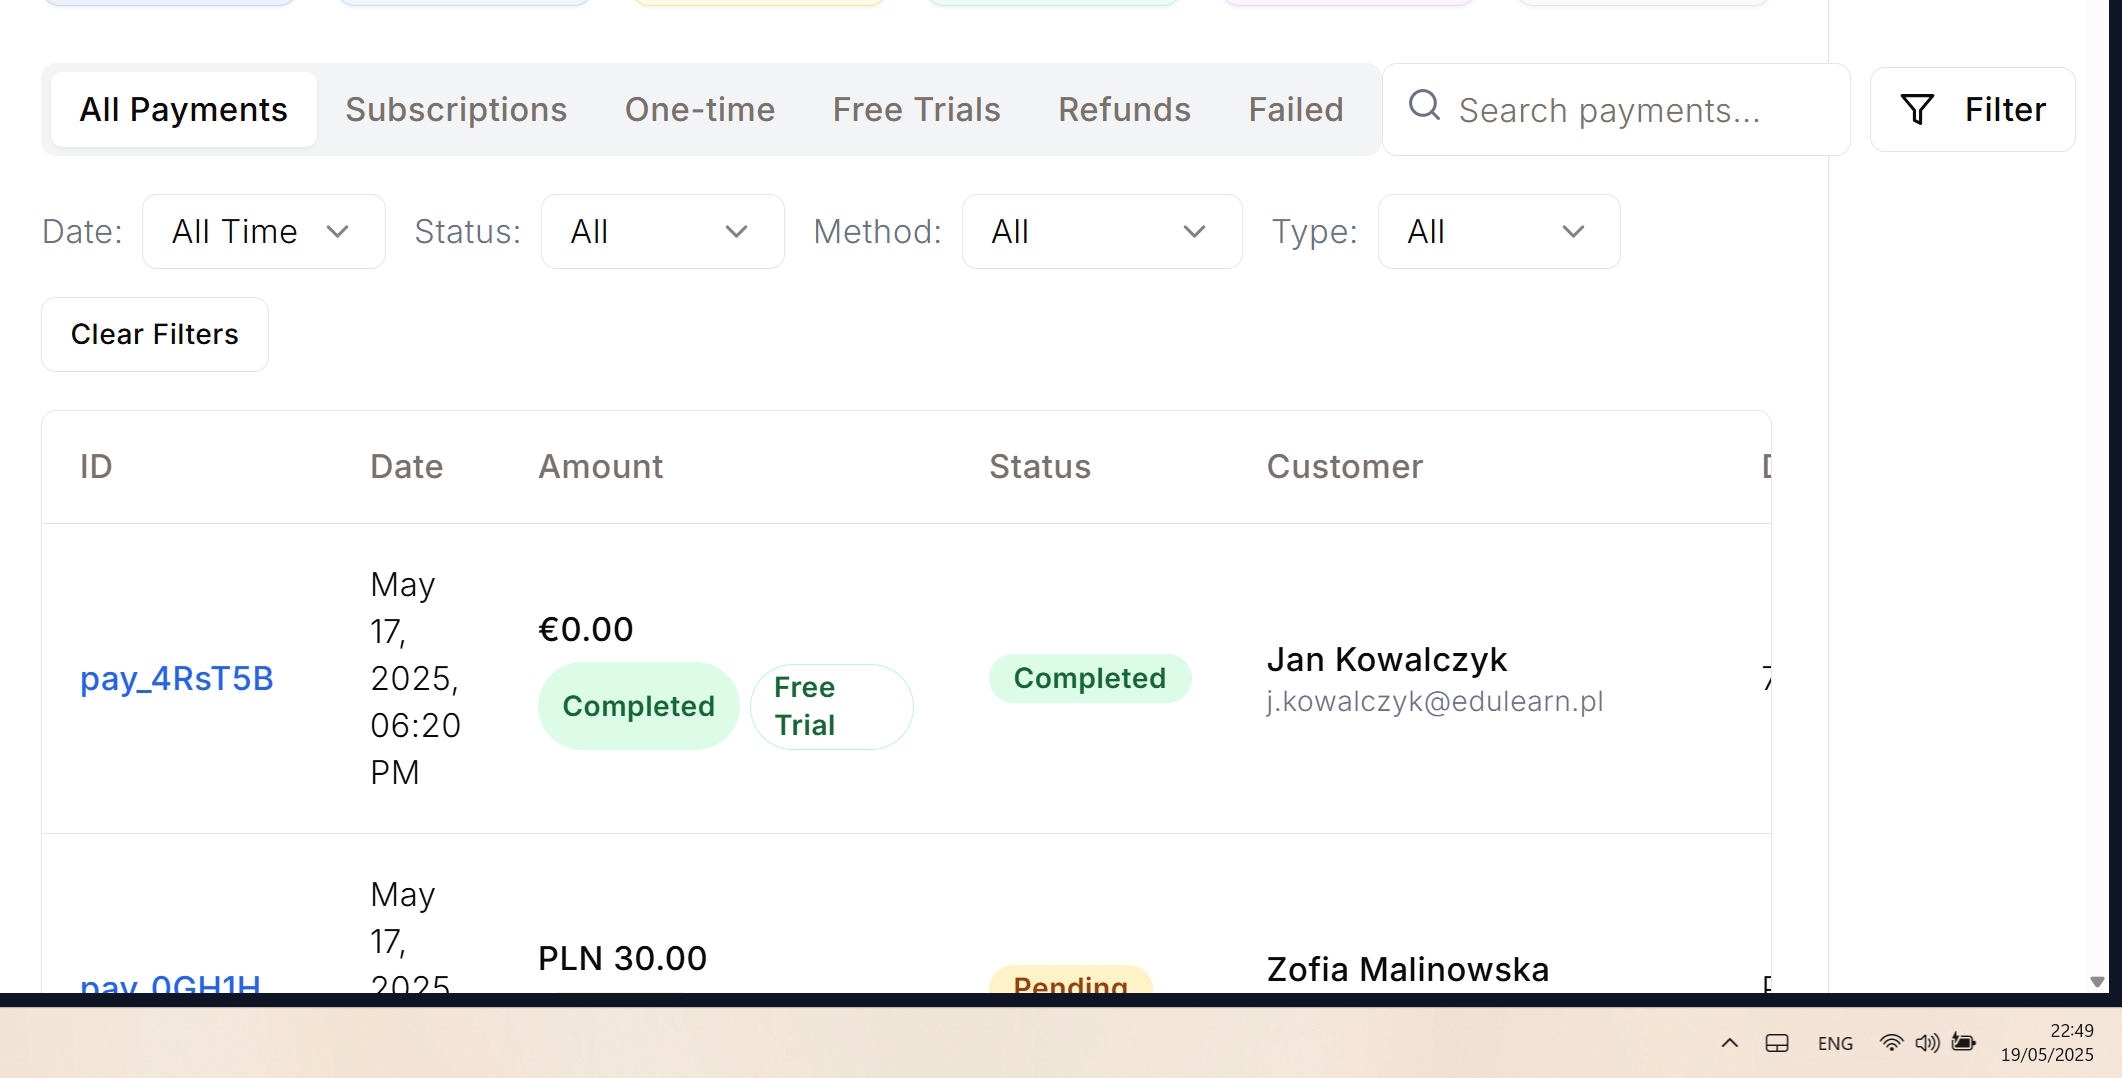 All Payments Subscriptions One-time Free Trials Refunds Failed Search payments... Filter
Date: All Time Status: All Method: All Type: All
Clear Filters
ID Date Amount Status Customer
pay_4RsT5B
May
17,
2025,
06:20
PM
€0.00
Completed
Free
Trial
Completed
Jan Kowalczyk
j.kowalczyk@edulearn.pl
pay_0GH1H
May
17,
2025
PLN 30.00
Pending
Zofia Malinowska
ENG
22:49
19/05/2025